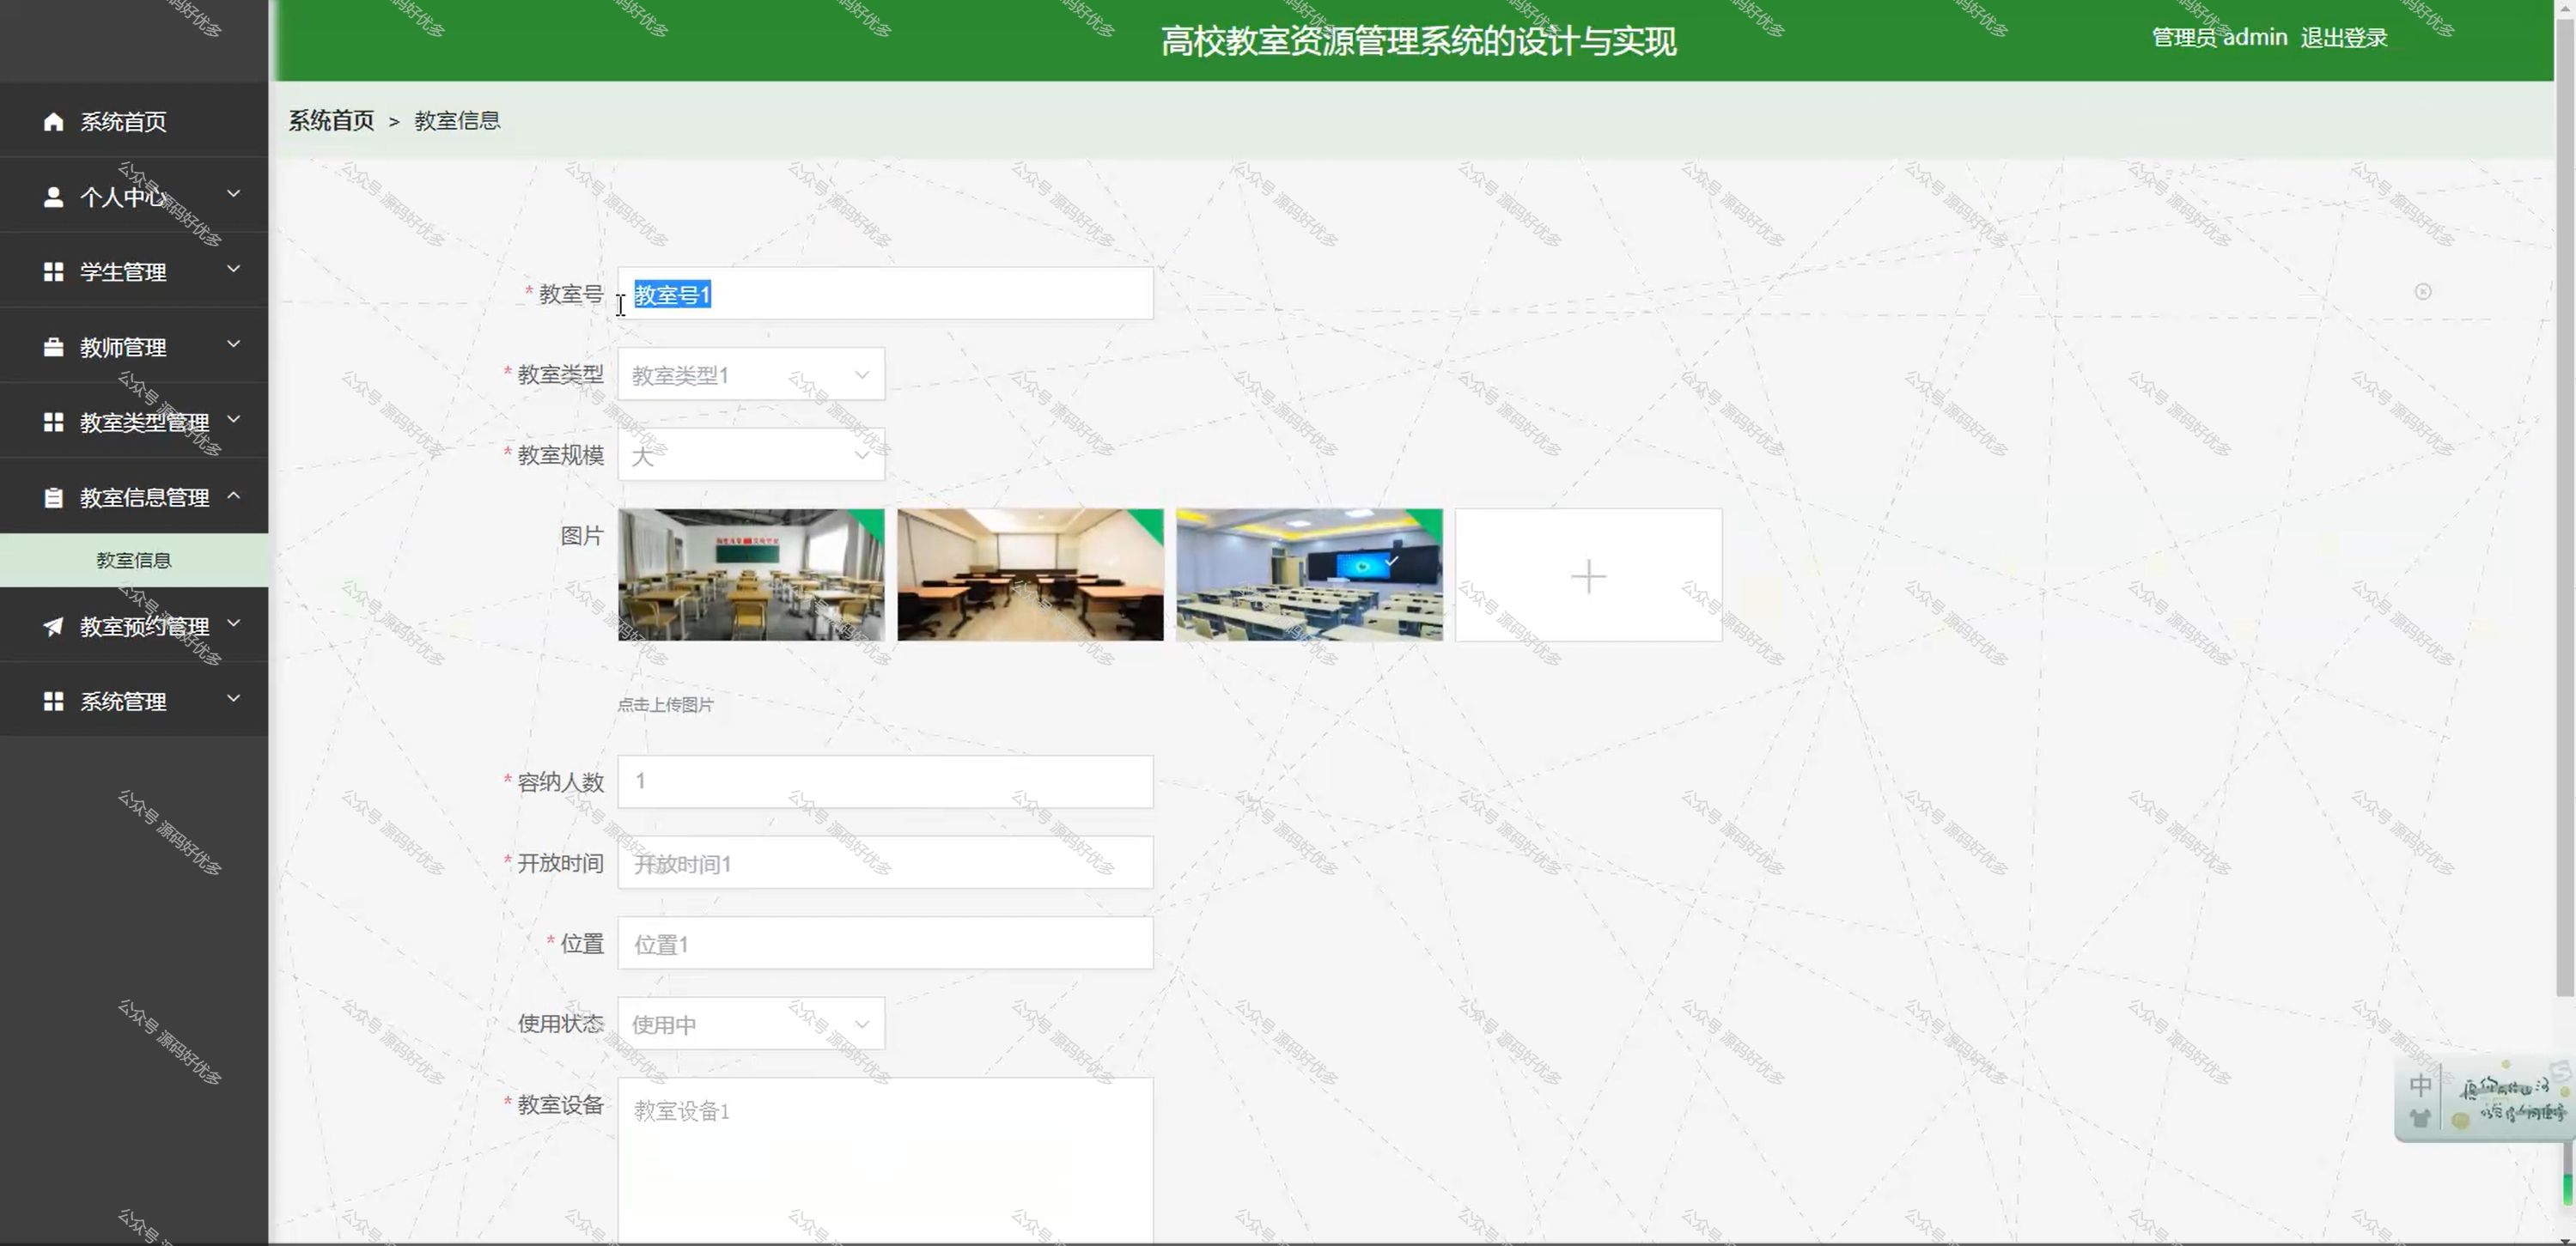 高校教室资源管理系统的设计与实现
管理员 admin 退出登录
系统首页
个人中心
学生管理
教师管理
教室类型管理
教室信息管理
教室信息
教室预约管理
系统管理
系统首页 > 教室信息
* 教室号 教室号1
* 教室类型 教室类型1
* 教室规模 大
图片
点击上传图片
* 容纳人数 1
* 开放时间 开放时间1
* 位置 位置1
使用状态 使用中
* 教室设备 教室设备1
中
公众号 源码好优多